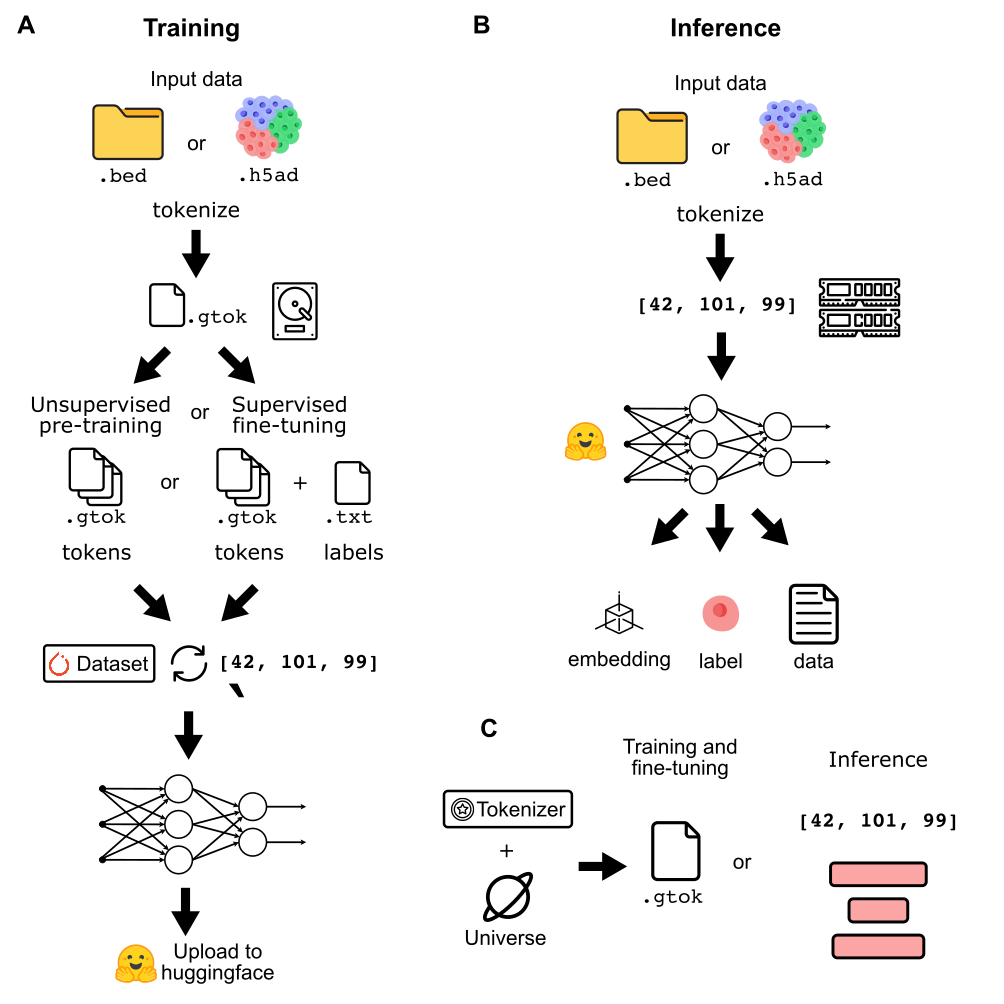 A
Training
Input data
or
.bed
.h5ad
tokenize
.gtok
Unsupervised
pre-training
or
Supervised
fine-tuning
or
+
.gtok
.gtok
.txt
tokens
tokens
labels
Dataset
[42, 101, 99]
Upload to
huggingface
B
Inference
Input data
or
.bed
.h5ad
tokenize
[42, 101, 99]
embedding
label
data
C
Training and
fine-tuning
Inference
Tokenizer
+
Universe
.gtok
or
[42, 101, 99]